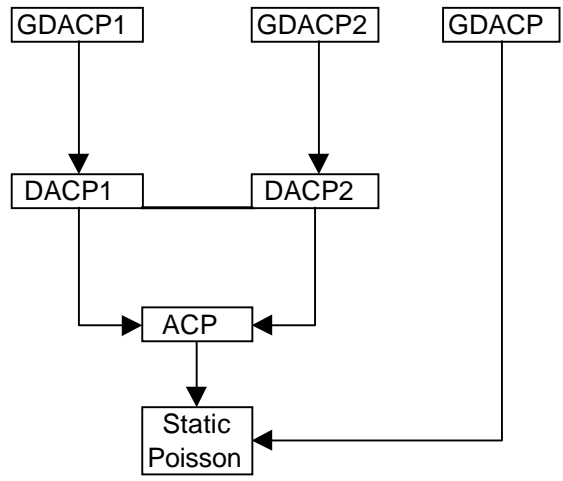 GDACP1
GDACP2
GDACP
DACP1
DACP2
ACP
Static
Poisson